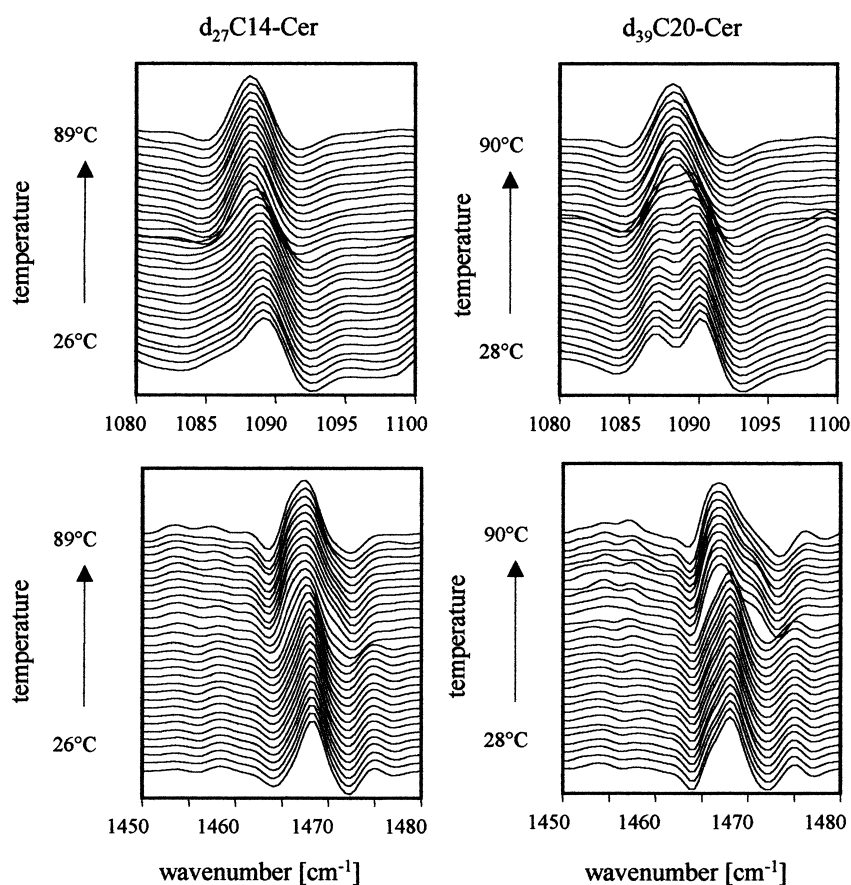 d₂₇C14-Cer
d₃₉C20-Cer
89°C
temperature
26°C
1080 1085 1090 1095 1100
90°C
temperature
28°C
1080 1085 1090 1095 1100
89°C
temperature
26°C
1450 1460 1470 1480
wavenumber [cm⁻¹]
90°C
temperature
28°C
1450 1460 1470 1480
wavenumber [cm⁻¹]